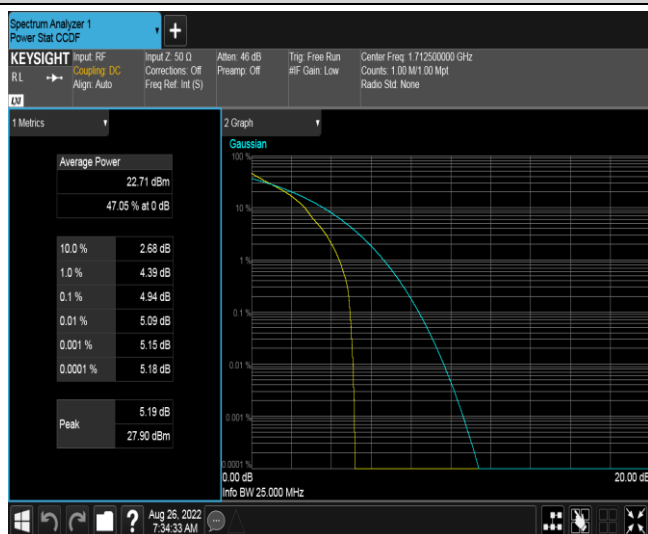 Spectrum Analyzer 1
Power Stat CCDF
+
KEYSIGHT
RL
LXI
Input: RF
Coupling: DC
Align: Auto
Input Z: 50 Ω
Corrections: Off
Freq Ref: Int (S)
Atten: 46 dB
Preamp: Off
Trig: Free Run
#IF Gain: Low
Center Freq: 1.712500000 GHz
Counts: 1.00 M/1.00 Mpt
Radio Std: None
1 Metrics
Average Power
22.71 dBm
47.05 % at 0 dB
10.0 % 2.68 dB
1.0 % 4.39 dB
0.1 % 4.94 dB
0.01 % 5.09 dB
0.001 % 5.15 dB
0.0001 % 5.18 dB
Peak
5.19 dB
27.90 dBm
2 Graph
Gaussian
100 %
10 %
1 %
0.1 %
0.01 %
0.001 %
0.0001 %
0.00 dB 20.00 dB
Info BW 25.000 MHz
?
Aug 26, 2022
7:34:33 AM